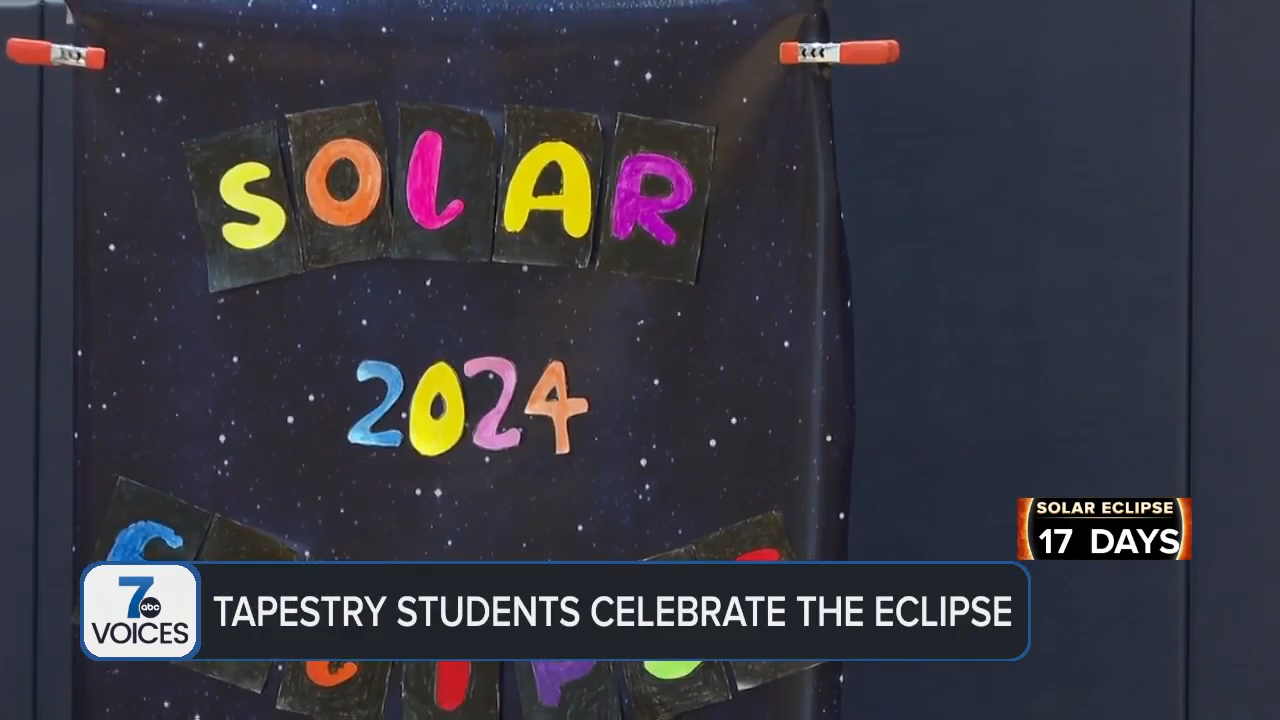 SOLAR
2024
SOLAR ECLIPSE
17 DAYS
7
abc
VOICES
TAPESTRY STUDENTS CELEBRATE THE ECLIPSE